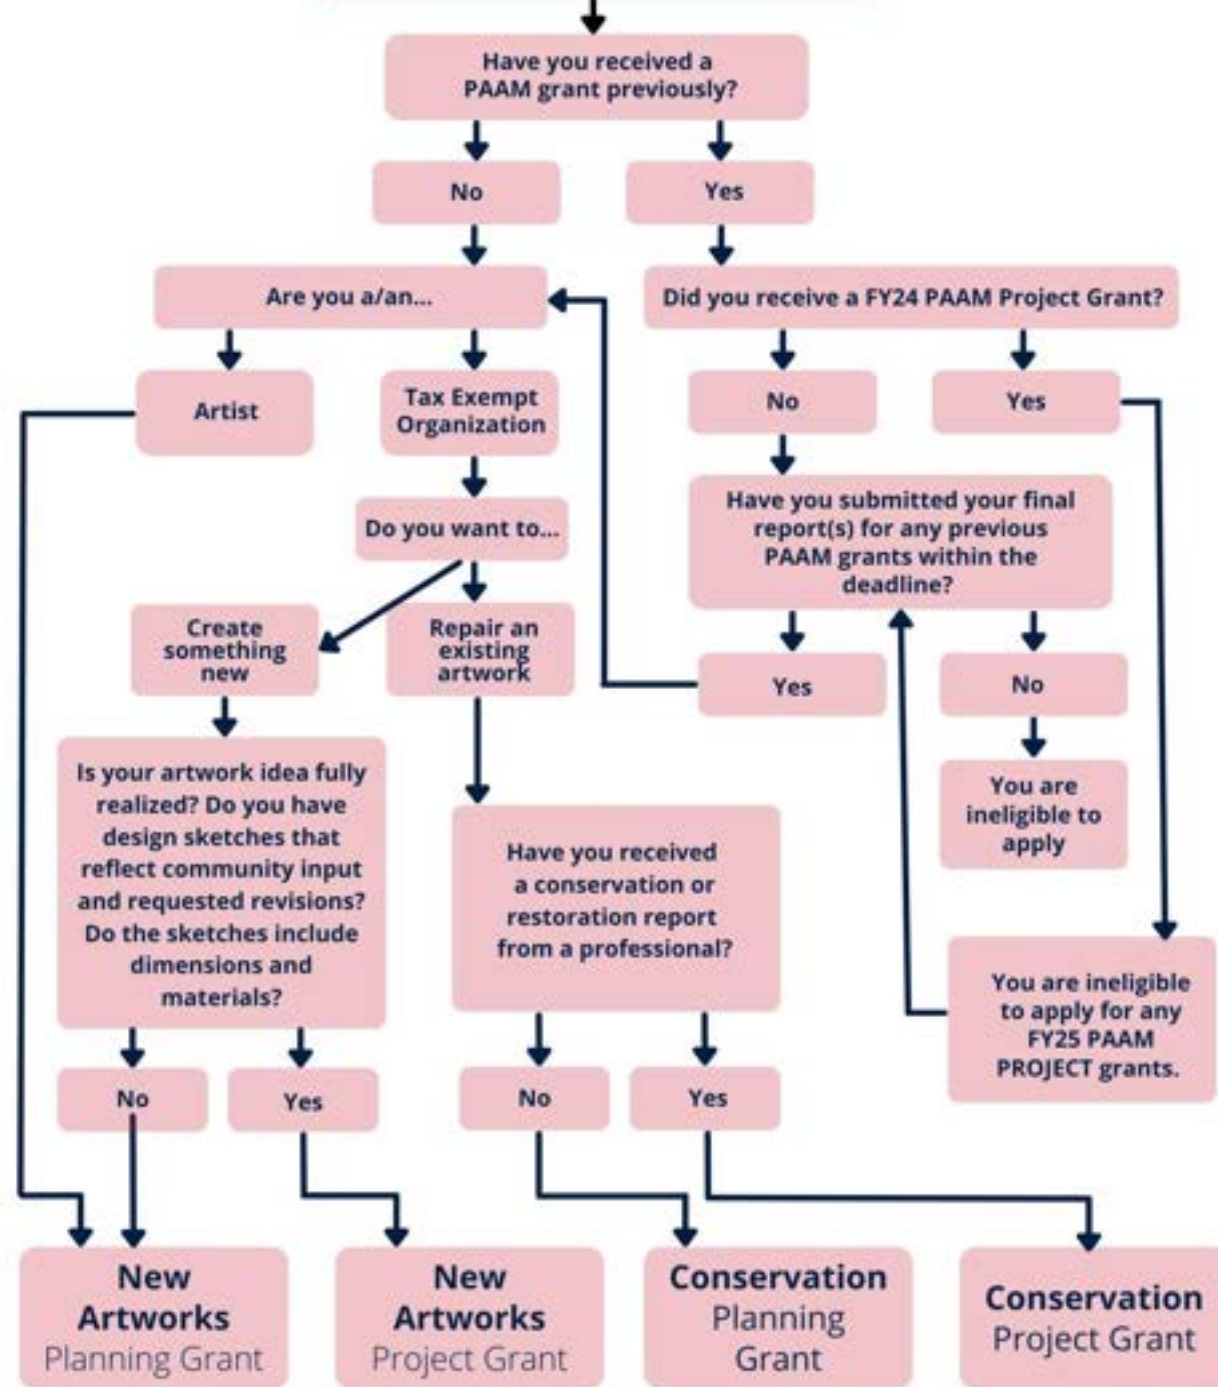 Have you received a
PAAM grant previously?
No
Yes
Are you a/an...
Did you receive a FY24 PAAM Project Grant?
Artist
Tax Exempt
Organization
No
Yes
Do you want to...
Have you submitted your final
report(s) for any previous
PAAM grants within the
deadline?
Create
something
new
Repair an
existing
artwork
Yes
No
Is your artwork idea fully
realized? Do you have
design sketches that
reflect community input
and requested revisions?
Do the sketches include
dimensions and
materials?
Have you received
a conservation or
restoration report
from a professional?
You are
ineligible to
apply
You are ineligible
to apply for any
FY25 PAAM
PROJECT grants.
No
Yes
No
Yes
New
Artworks
Planning Grant
New
Artworks
Project Grant
Conservation
Planning
Grant
Conservation
Project Grant